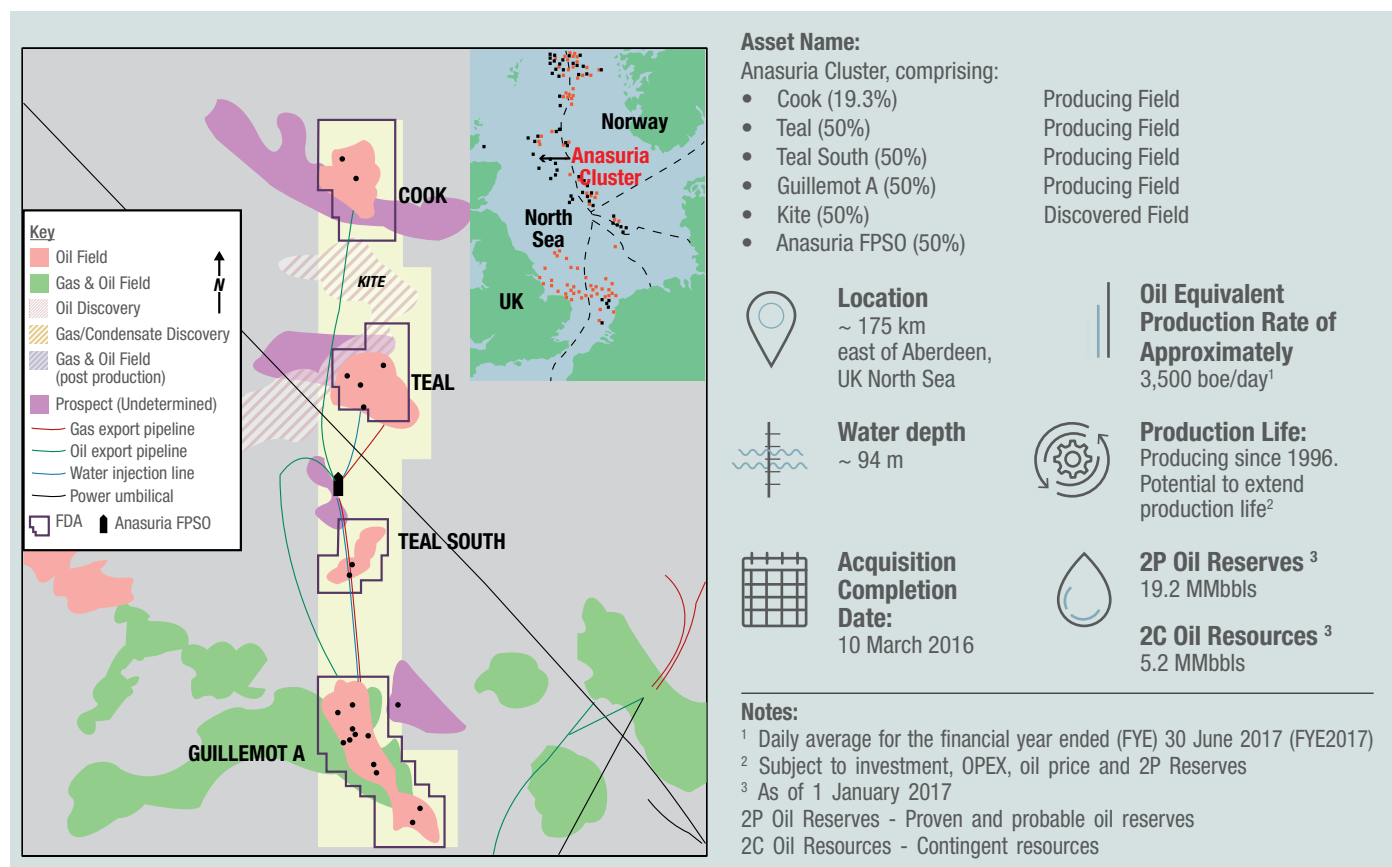 COOK
KITE
TEAL
TEAL SOUTH
GUILLEMOT A
Norway
Anasuria
Cluster
North
Sea
UK
Key
Oil Field
Gas & Oil Field
Oil Discovery
Gas/Condensate Discovery
Gas & Oil Field
(post production)
Prospect (Undetermined)
Gas export pipeline
Oil export pipeline
Water injection line
Power umbilical
FDA Anasuria FPSO
N
Asset Name:
Anasuria Cluster, comprising:
• Cook (19.3%) Producing Field
• Teal (50%) Producing Field
• Teal South (50%) Producing Field
• Guillemot A (50%) Producing Field
• Kite (50%) Discovered Field
• Anasuria FPSO (50%)
Location
~ 175 km
east of Aberdeen,
UK North Sea
Oil Equivalent
Production Rate of
Approximately
3,500 boe/day¹
Water depth
~ 94 m
Production Life:
Producing since 1996.
Potential to extend
production life²
Acquisition
Completion
Date:
10 March 2016
2P Oil Reserves ³
19.2 MMbbls
2C Oil Resources ³
5.2 MMbbls
Notes:
¹ Daily average for the financial year ended (FYE) 30 June 2017 (FYE2017)
² Subject to investment, OPEX, oil price and 2P Reserves
³ As of 1 January 2017
2P Oil Reserves - Proven and probable oil reserves
2C Oil Resources - Contingent resources